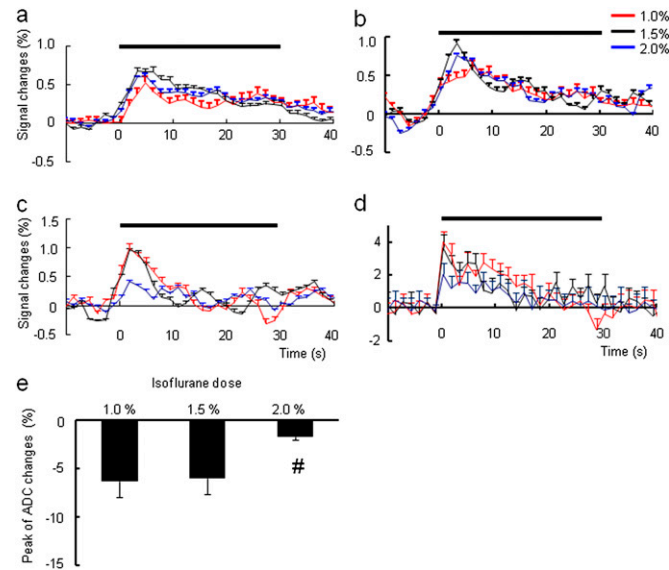 a
b
1.0%
1.5%
2.0%
Signal changes (%)
1.0
0.5
0
-0.5
0 10 20 30 40
1.0
0.5
0
-0.5
0 10 20 30 40
c
d
Signal changes (%)
1.5
1.0
0.5
0
-0.5
0 10 20 30 40
Time (s)
4
2
0
-2
0 10 20 30 40
Time (s)
e
Isoflurane dose
1.0 % 1.5 % 2.0 %
Peak of ADC changes (%)
0
-5
-10
-15
#